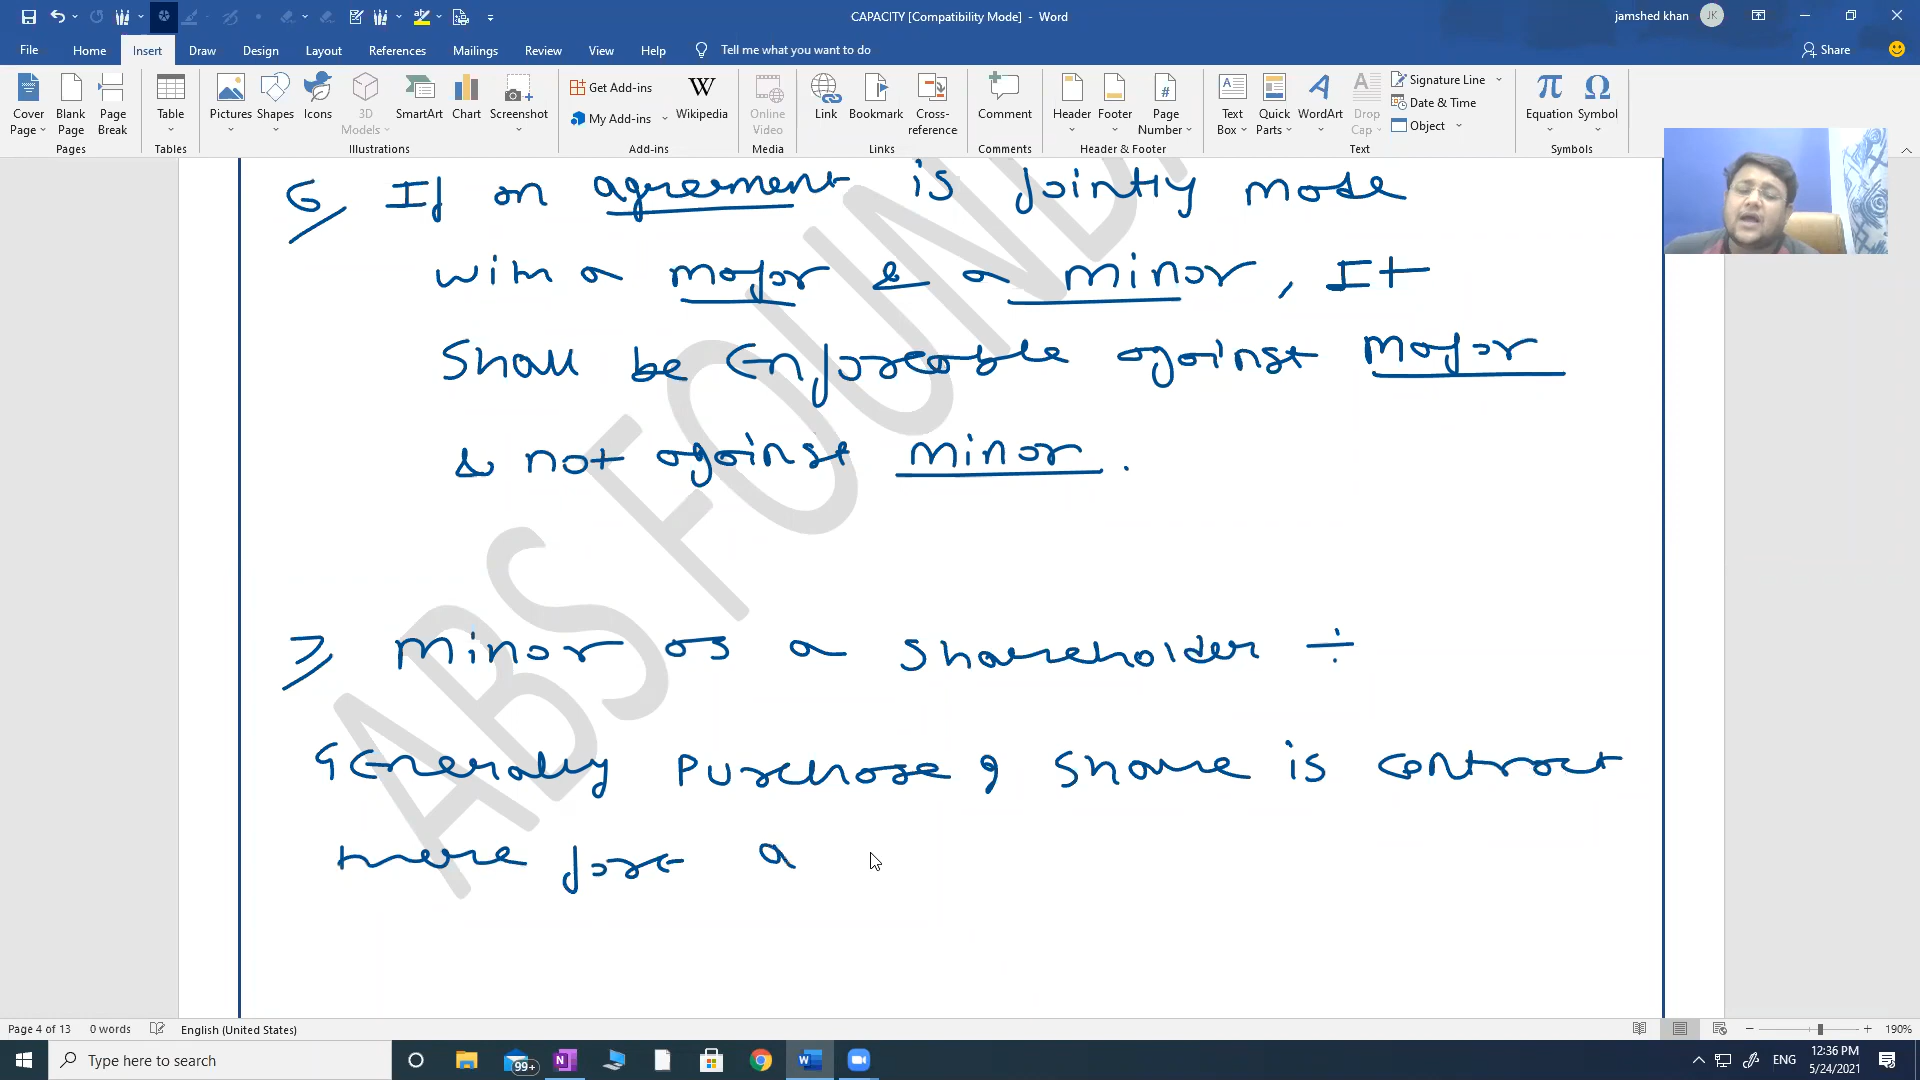 CAPACITY [Compatibility Mode] - Word
jamshed khan
JK
File Home Insert Draw Design Layout References Mailings Review View Help Tell me what you want to do
Share
Cover Page
Blank Page
Page Break
Table
Pictures
Shapes
Icons
3D Models
SmartArt
Chart
Screenshot
Get Add-ins
My Add-ins
Wikipedia
Online Video
Link
Bookmark
Cross-reference
Comment
Header
Footer
Page Number
Text Box
Quick Parts
WordArt
Drop Cap
Signature Line
Date & Time
Object
Equation
Symbol
Pages Tables Illustrations Add-ins Media Links Comments Header & Footer Text Symbols
6 If an agreement is jointly made
with a major & a minor, It
Shall be Enforceable against Major
& not against minor.
7 Minor as a shareholder ÷
Generally purchase of share is contract
there fore a
ABS FOUND
Page 4 of 13 0 words English (United States)
190%
Type here to search
99+
ENG
12:36 PM
5/24/2021